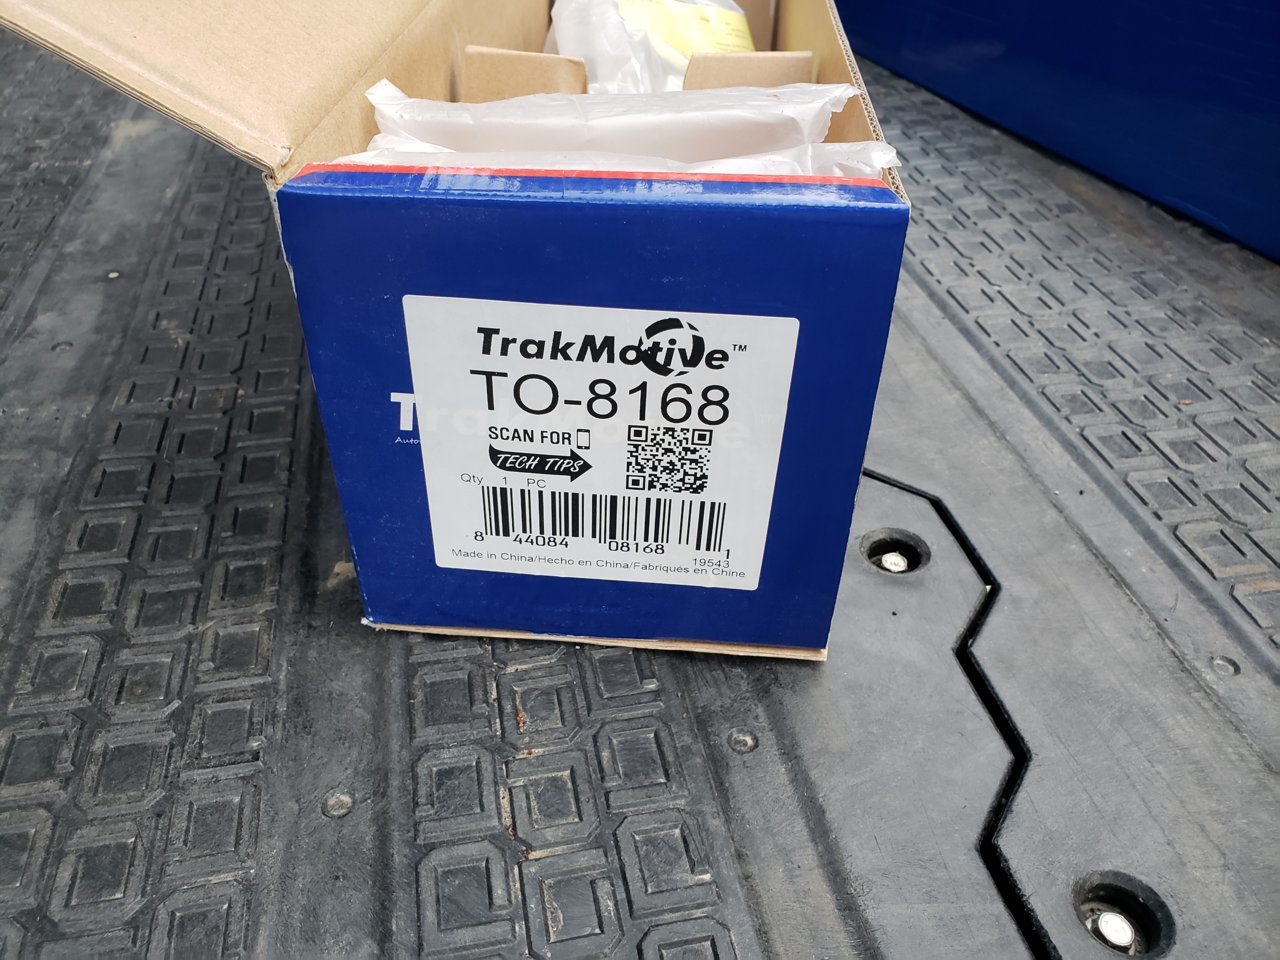 TrakMotive™
TO-8168
SCAN FOR
TECH TIPS
Qty 1 PC
8 44084 08168 1
19543
Made in China/Hecho en China/Fabriqués en Chine